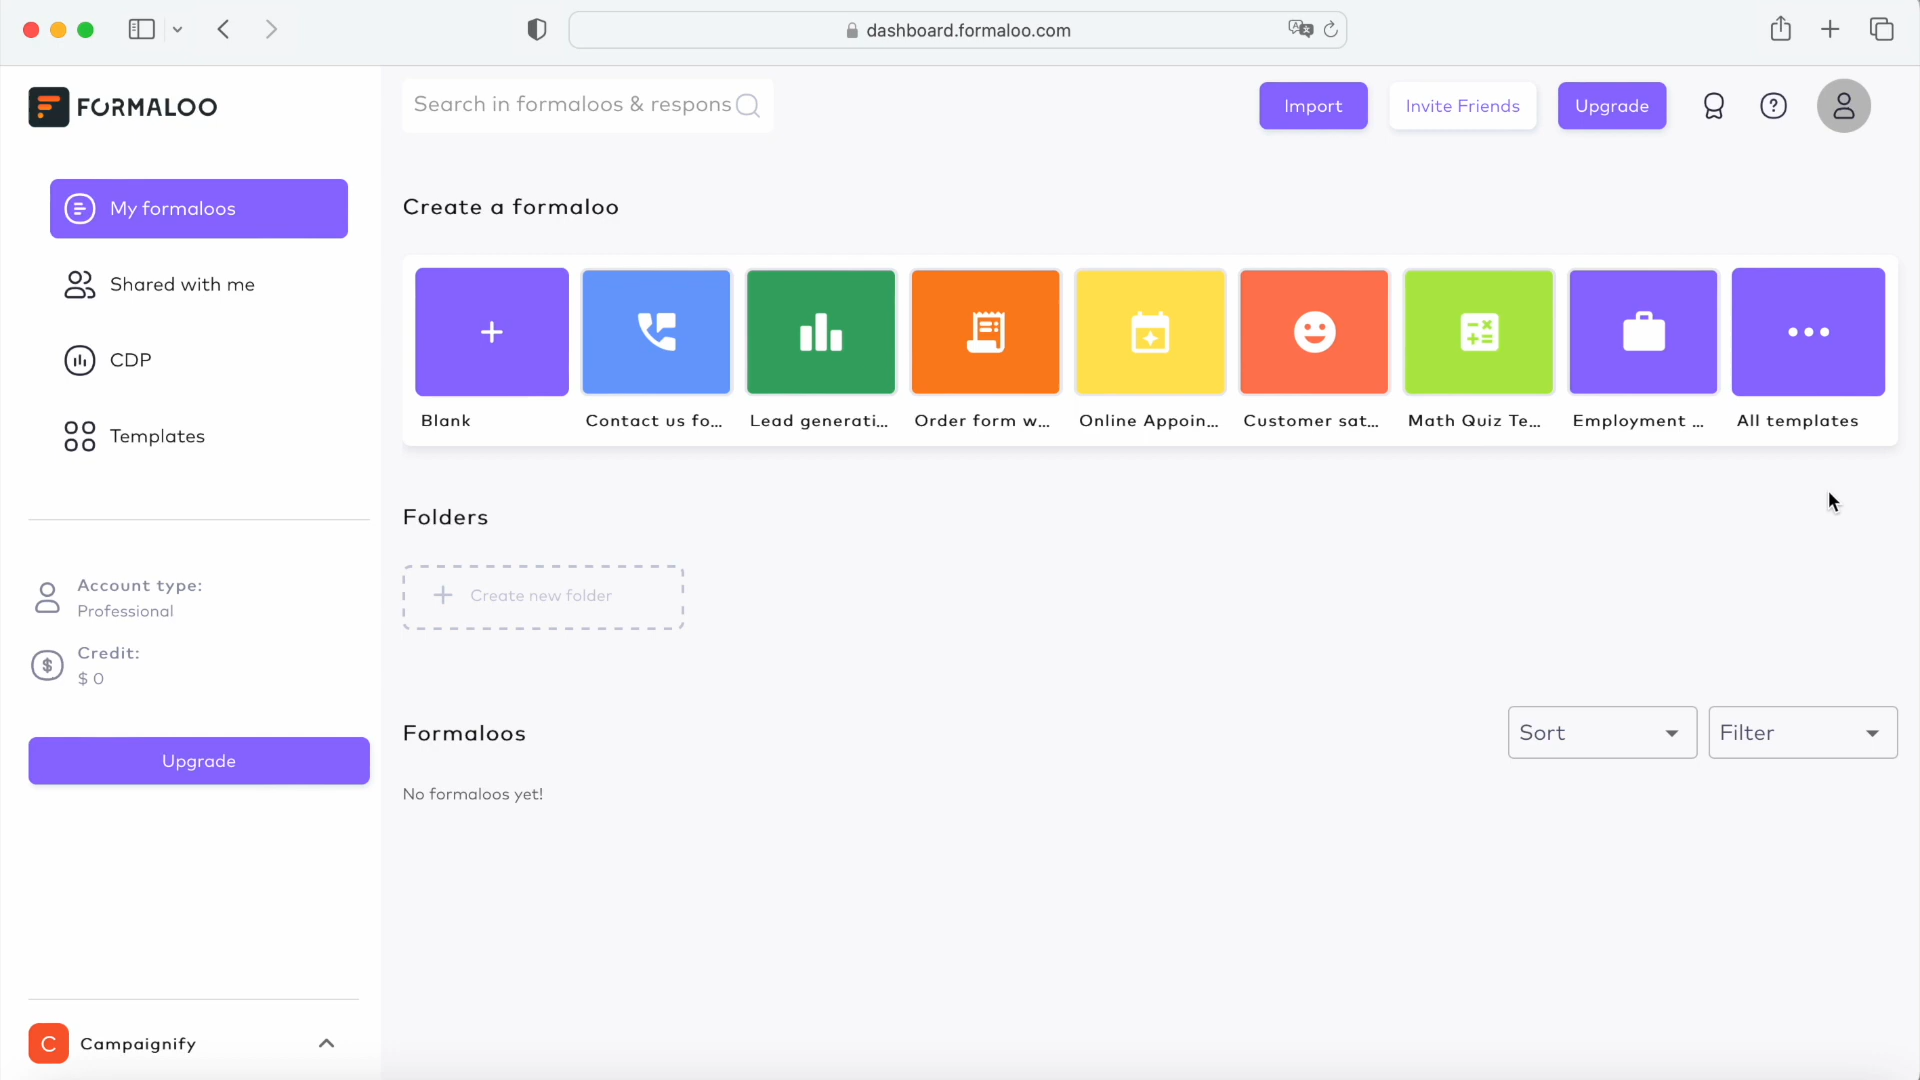 dashboard.formaloo.com
FORMALOO
Search in formaloos & respons
Import
Invite Friends
Upgrade
My formaloos
Shared with me
CDP
Templates
Account type:
Professional
Credit:
$ 0
Upgrade
C Campaignify
Create a formaloo
Blank
Contact us fo...
Lead generati...
Order form w...
Online Appoin...
Customer sat...
Math Quiz Te...
Employment ...
All templates
Folders
Create new folder
Formaloos
Sort
Filter
No formaloos yet!